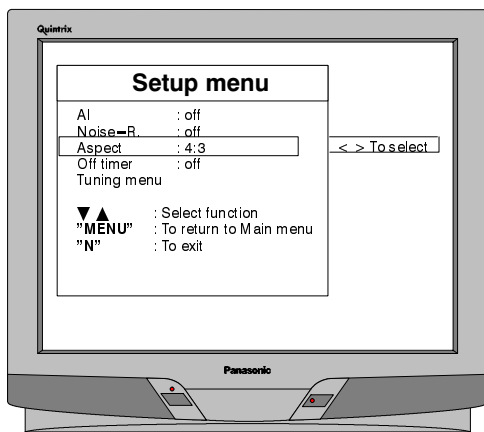 Quintrix
Setup menu
AI : off
Noise-R. : off
Aspect : 4:3
< > To select
Off timer : off
Tuning menu
▼ ▲ : Select function
"MENU" : To return to Main menu
"N" : To exit
Panasonic